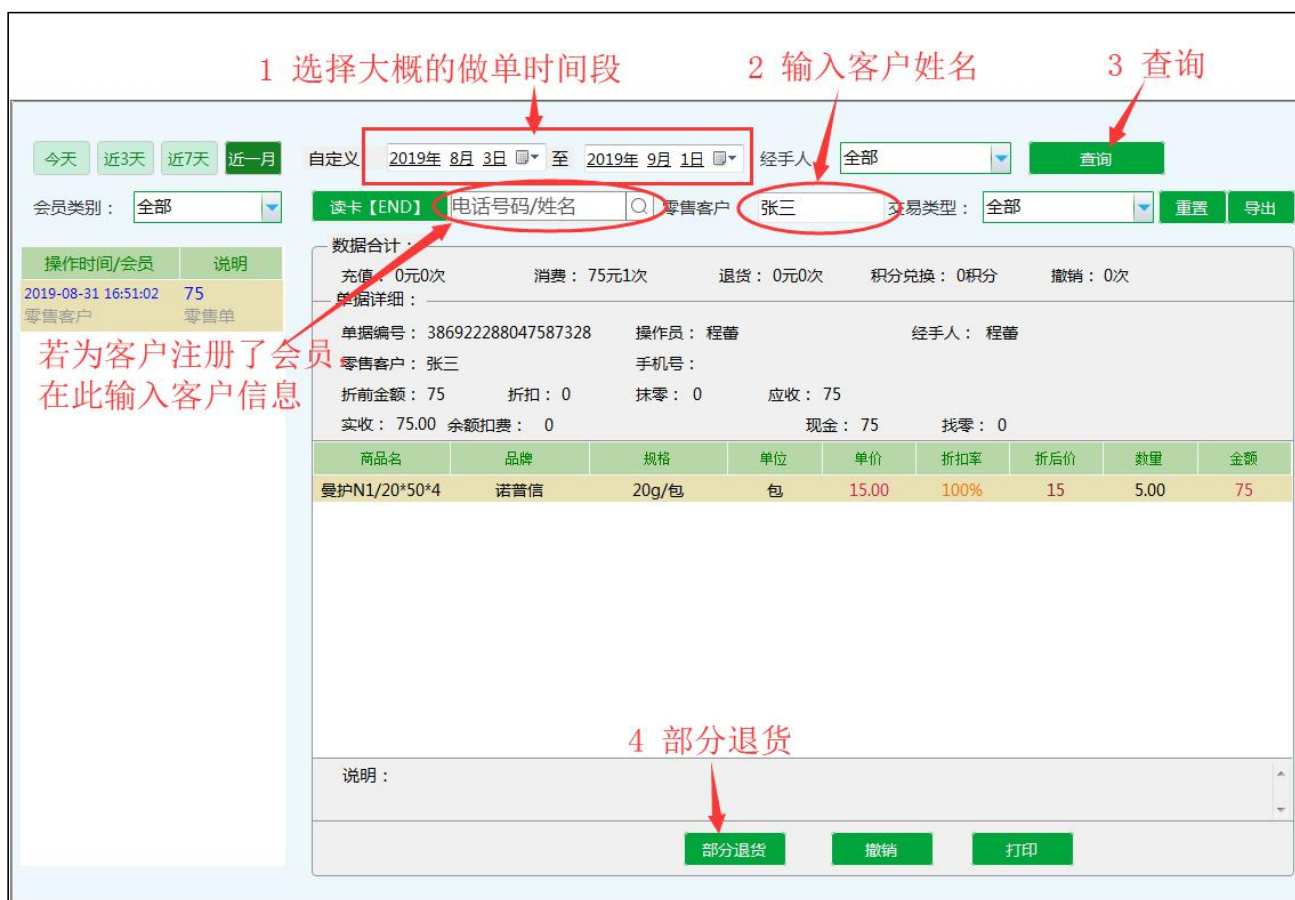 1 选择大概的做单时间段 2 输入客户姓名 3 查询
今天 近3天 近7天 近一月 自定义 2019年 8月 3日 至 2019年 9月 1日 经手人 全部 查询
会员类别： 全部 读卡【END】 电话号码/姓名 零售客户 张三 交易类型： 全部 重置 导出
操作时间/会员 说明
2019-08-31 16:51:02 75
零售客户 零售单
若为客户注册了会员，
在此输入客户信息
数据合计：
充值： 0元0次 消费： 75元1次 退货： 0元0次 积分兑换： 0积分 撤销： 0次
单据详细：
单据编号： 386922288047587328 操作员： 程蕾 经手人： 程蕾
零售客户： 张三 手机号：
折前金额： 75 折扣： 0 抹零： 0 应收： 75
实收： 75.00 余额扣费： 0 现金： 75 找零： 0
商品名 品牌 规格 单位 单价 折扣率 折后价 数量 金额
曼护N1/20*50*4 诺普信 20g/包 包 15.00 100% 15 5.00 75
4 部分退货
说明：
部分退货 撤销 打印